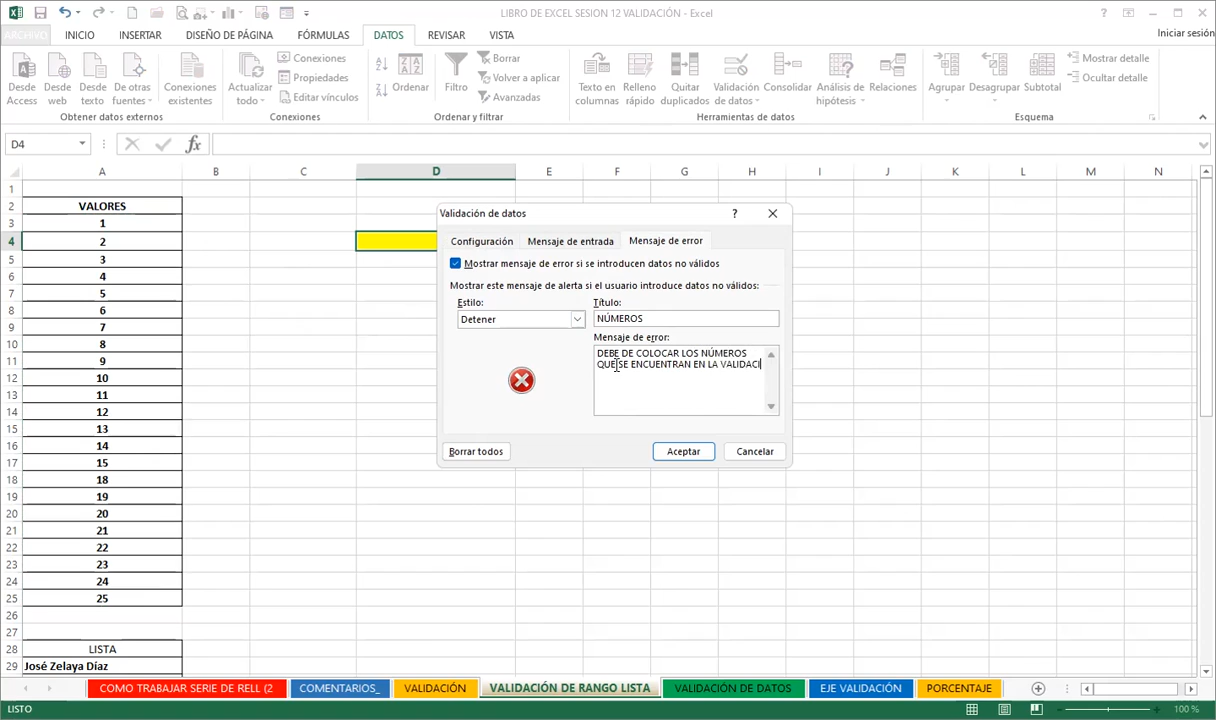 LIBRO DE EXCEL SESION 12 VALIDACIÓN - Excel
ARCHIVO INICIO INSERTAR DISEÑO DE PÁGINA FÓRMULAS DATOS REVISAR VISTA Iniciar sesión
Desde Access
Desde web
Desde texto
De otras fuentes
Conexiones existentes
Obtener datos externos
Actualizar todo
Conexiones
Propiedades
Editar vínculos
Conexiones
Ordenar
Filtro
Borrar
Volver a aplicar
Avanzadas
Ordenar y filtrar
Texto en columnas
Relleno rápido
Quitar duplicados
Validación de datos
Consolidar
Análisis de hipótesis
Relaciones
Herramientas de datos
Agrupar
Desagrupar
Subtotal
Mostrar detalle
Ocultar detalle
Esquema
D4 fx
A B C D E F G H I J K L M N
1
2 VALORES
3 1
4 2
5 3
6 4
7 5
8 6
9 7
10 8
11 9
12 10
13 11
14 12
15 13
16 14
17 15
18 18
19 19
20 20
21 21
22 22
23 23
24 24
25 25
26
27
28 LISTA
29 José Zelaya Díaz
Validación de datos ?
Configuración Mensaje de entrada Mensaje de error
Mostrar mensaje de error si se introducen datos no válidos
Mostrar este mensaje de alerta si el usuario introduce datos no válidos:
Estilo: Título:
Detener NÚMEROS
Mensaje de error:
DEBE DE COLOCAR LOS NÚMEROS
QUE SE ENCUENTRAN EN LA VALIDACI
Borrar todos Aceptar Cancelar
COMO TRABAJAR SERIE DE RELL (2 COMENTARIOS_ VALIDACIÓN VALIDACIÓN DE RANGO LISTA VALIDACIÓN DE DATOS EJE VALIDACIÓN PORCENTAJE
LISTO 100 %